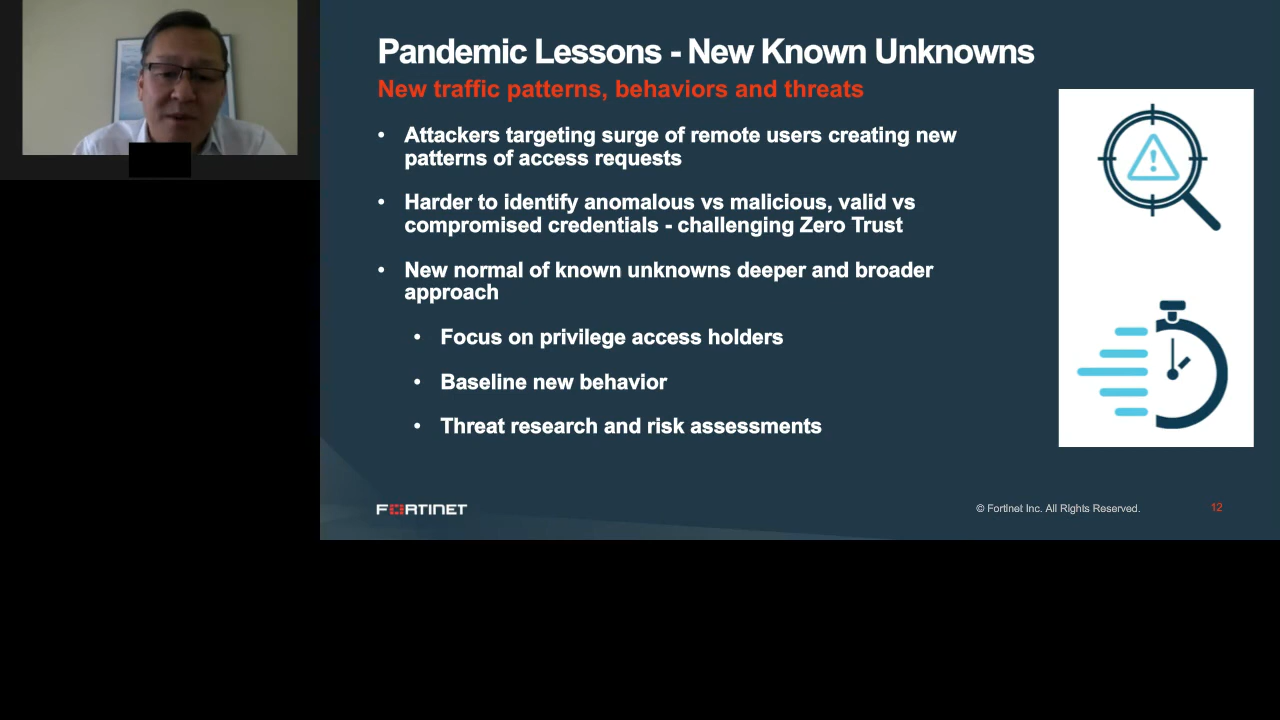 Pandemic Lessons - New Known Unknowns
New traffic patterns, behaviors and threats
• Attackers targeting surge of remote users creating new
patterns of access requests
• Harder to identify anomalous vs malicious, valid vs
compromised credentials - challenging Zero Trust
• New normal of known unknowns deeper and broader
approach
• Focus on privilege access holders
• Baseline new behavior
• Threat research and risk assessments
FORTINET
© Fortinet Inc. All Rights Reserved.
12